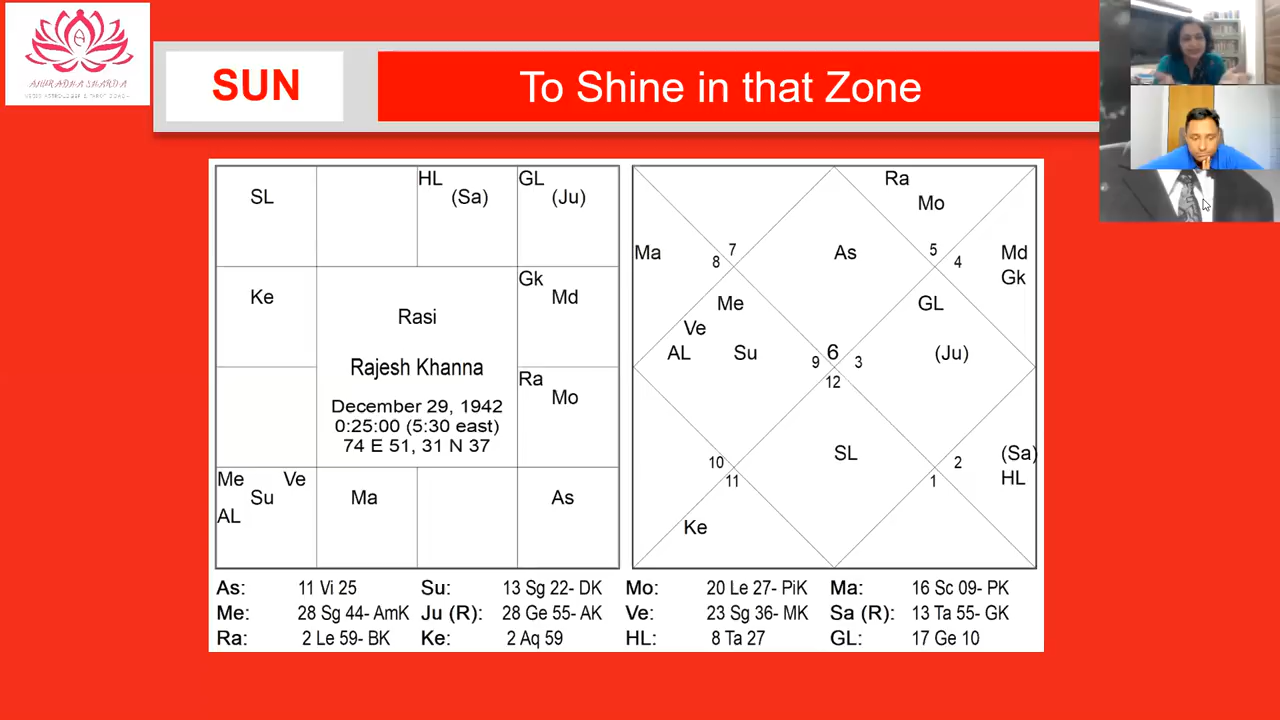 ANURADHA SHARDA
SUN
To Shine in that Zone
SL
HL
(Sa)
GL
(Ju)
Ke
Gk
Md
Ra
Mo
Me Ve
Su
AL
Ma
As
Rasi
Rajesh Khanna
December 29, 1942
0:25:00 (5:30 east)
74 E 51, 31 N 37
Ra
Mo
Ma
8
7
As
5
4
Md
Gk
Me
Ve
AL
Su
GL
(Ju)
9
6
3
12
SL
10
11
2
1
(Sa)
HL
Ke
As: 11 Vi 25 Su: 13 Sg 22- DK Mo: 20 Le 27- PiK Ma: 16 Sc 09- PK
Me: 28 Sg 44- AmK Ju (R): 28 Ge 55- AK Ve: 23 Sg 36- MK Sa (R): 13 Ta 55- GK
Ra: 2 Le 59- BK Ke: 2 Aq 59 HL: 8 Ta 27 GL: 17 Ge 10